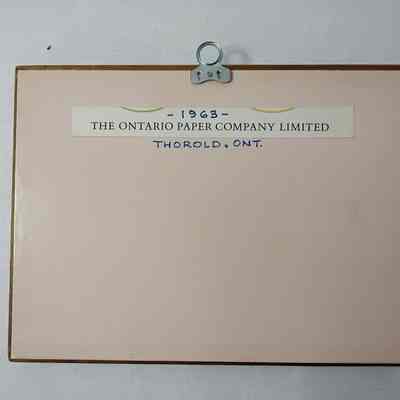 - 1963 -
THE ONTARIO PAPER COMPANY LIMITED
THOROLD. ONT.